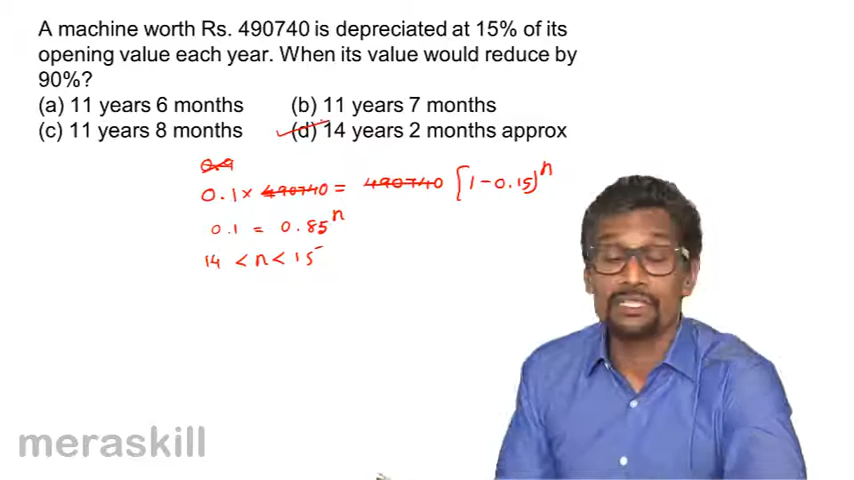 A machine worth Rs. 490740 is depreciated at 15% of its
opening value each year. When its value would reduce by
90%?
(a) 11 years 6 months (b) 11 years 7 months
(c) 11 years 8 months (d) 14 years 2 months approx
0.9
0.1 × 490740 = 490740 [1 - 0.15)^n
0.1 = 0.85^n
14 < n < 15
meraskill